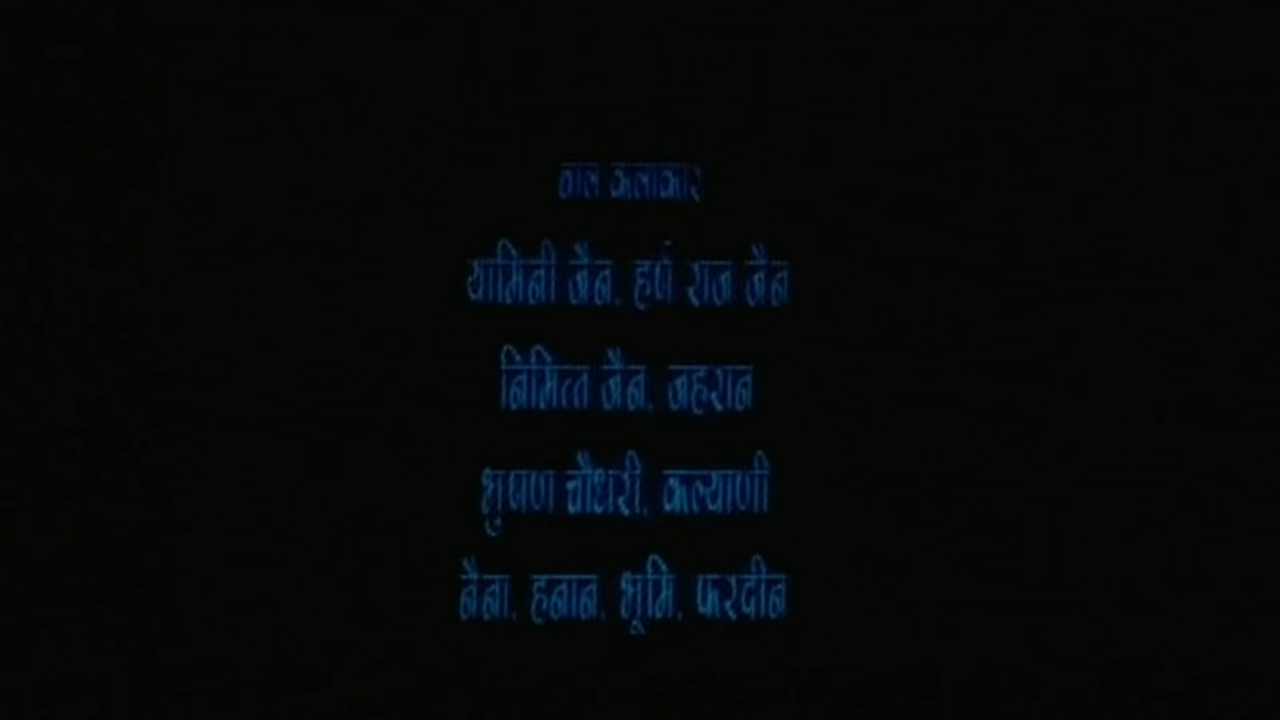 बाल कलाकार
यामिनी जैन, हर्ष राज जैन
निमित्त जैन, जहरान
भुषण चौधरी, कल्याणी
नैना, हनान, भूमि, फरदीन